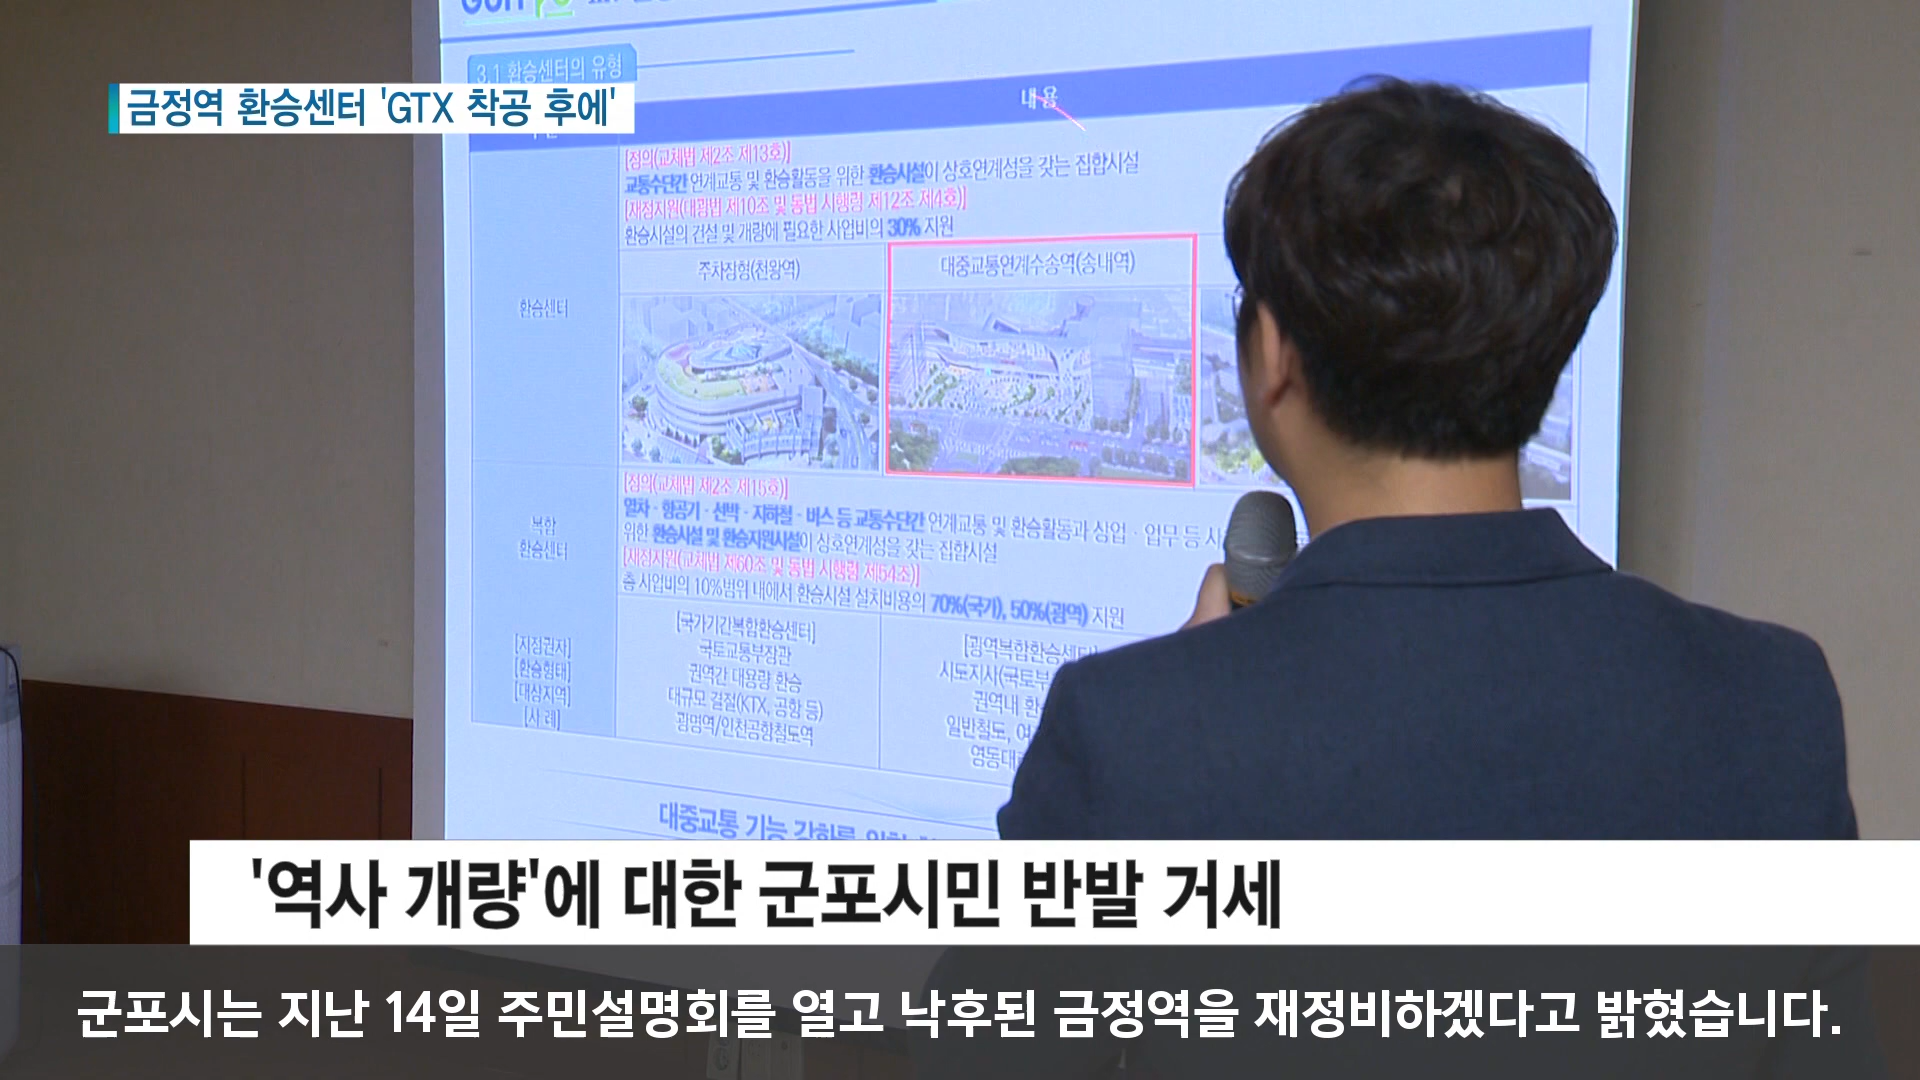 3.1 환승센터의 유형
금정역 환승센터 'GTX 착공 후에'
내용
[정의(교체법 제2조 제13호)]
교통수단간 연계교통 및 환승활동을 위한 환승시설이 상호연계성을 갖는 집합시설
[재정지원(대광법 제10조 및 동법 시행령 제12조 제4호)]
환승시설의 건설 및 개량에 필요한 사업비의 30% 지원
주차장형(천왕역)
대중교통연계수송역(송내역)
환승센터
[정의(교체법 제2조 제15호)]
열차 · 항공기 · 선박 · 지하철 · 버스 등 교통수단간 연계교통 및 환승활동과 상업 · 업무 등
위한 환승시설 및 환승지원시설이 상호연계성을 갖는 집합시설
복합
환승센터
[재정지원(교체법 제60조 및 동법 시행령 제54조)]
총 사업비의 10%범위 내에서 환승시설 설치비용의 70%(국가), 50%(광역) 지원
[지정권자]
[환승형태]
[대상지역]
[사 례]
[국가기간복합환승센터]
국토교통부장관
권역간 대용량 환승
대규모 결절(KTX, 공항 등)
광명역/인천공항철도역
[광역복합환승센터]
시도지사(국토부
권역내 환
일반철도, 여
영동대
대중교통 기능 강화를
'역사 개량'에 대한 군포시민 반발 거세
군포시는 지난 14일 주민설명회를 열고 낙후된 금정역을 재정비하겠다고 밝혔습니다.